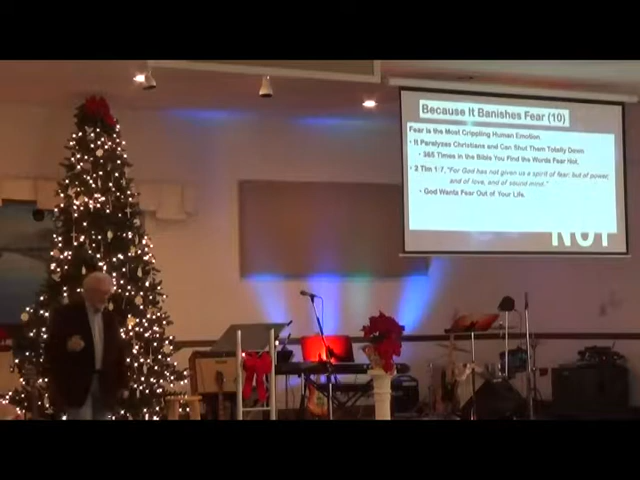 Because It Banishes Fear (10)
Fear is the Most Crippling Human Emotion.
• It Paralyzes Christians and Can Shut Them Totally Down.
• 365 Times in the Bible You Find the Words Fear Not.
• 2 Tim 1:7, "For God has not given us a spirit of fear, but of power,
and of love, and of sound mind."
• God Wants Fear Out of Your Life.
NOT